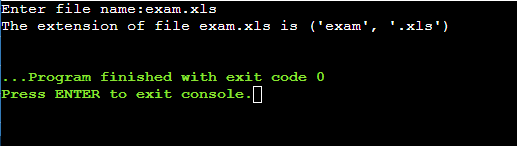 Enter file name:exam.xls
The extension of file exam.xls is ('exam', '.xls')
...Program finished with exit code 0
Press ENTER to exit console.